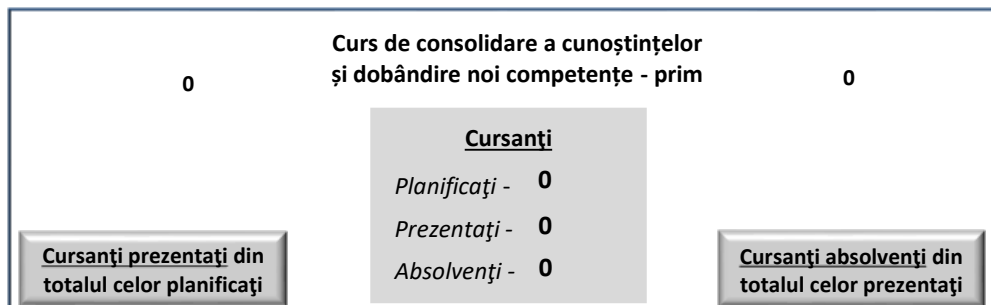 Curs de consolidare a cunoștințelor
și dobândire noi competențe - prim
0
0
Cursanţi
Planificaţi - 0
Prezentaţi - 0
Absolvenţi - 0
Cursanţi prezentaţi din
totalul celor planificaţi
Cursanţi absolvenţi din
totalul celor prezentaţi